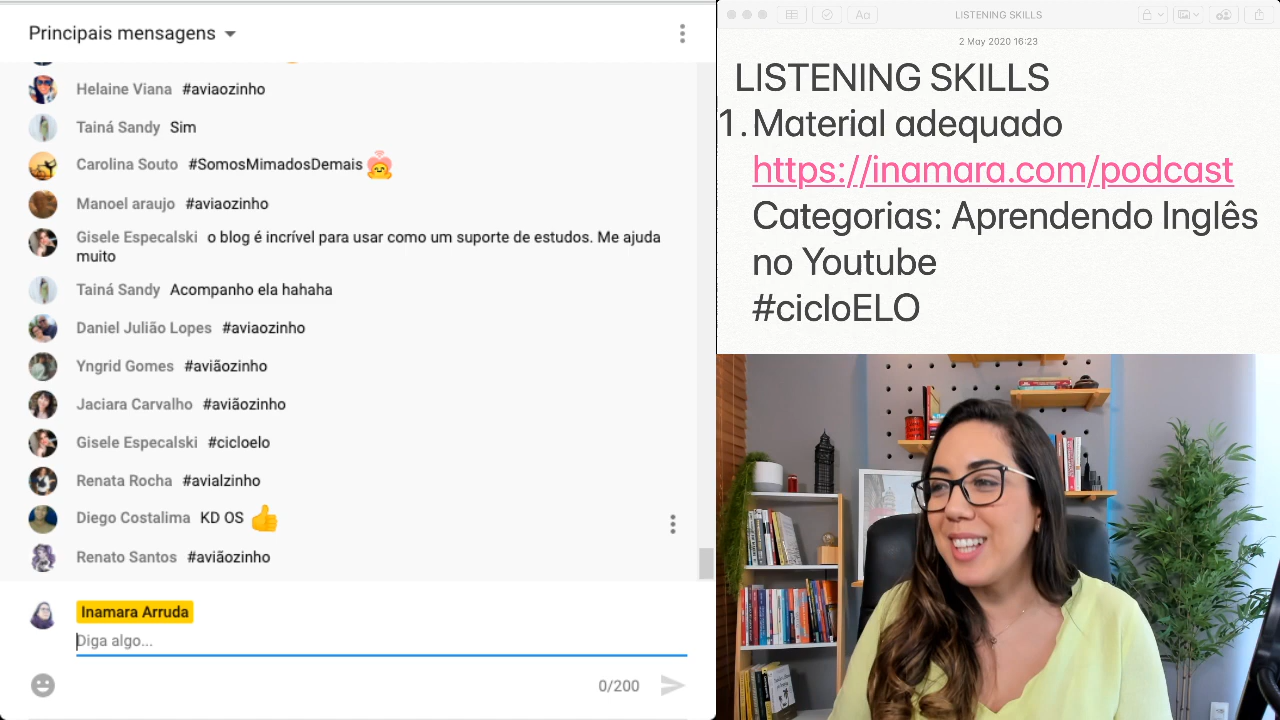 Principais mensagens
Helaine Viana #aviaozinho
Tainá Sandy Sim
Carolina Souto #SomosMimadosDemais
Manoel araujo #aviaozinho
Gisele Especalski o blog é incrível para usar como um suporte de estudos. Me ajuda
muito
Tainá Sandy Acompanho ela hahaha
Daniel Julião Lopes #aviaozinho
Yngrid Gomes #aviãozinho
Jaciara Carvalho #aviãozinho
Gisele Especalski #cicloelo
Renata Rocha #avialzinho
Diego Costalima KD OS
Renato Santos #aviãozinho
Inamara Arruda
Diga algo...
0/200
Aa
LISTENING SKILLS
2 May 2020 16:23
LISTENING SKILLS
1. Material adequado
https://inamara.com/podcast
Categorias: Aprendendo Inglês
no Youtube
#cicloELO